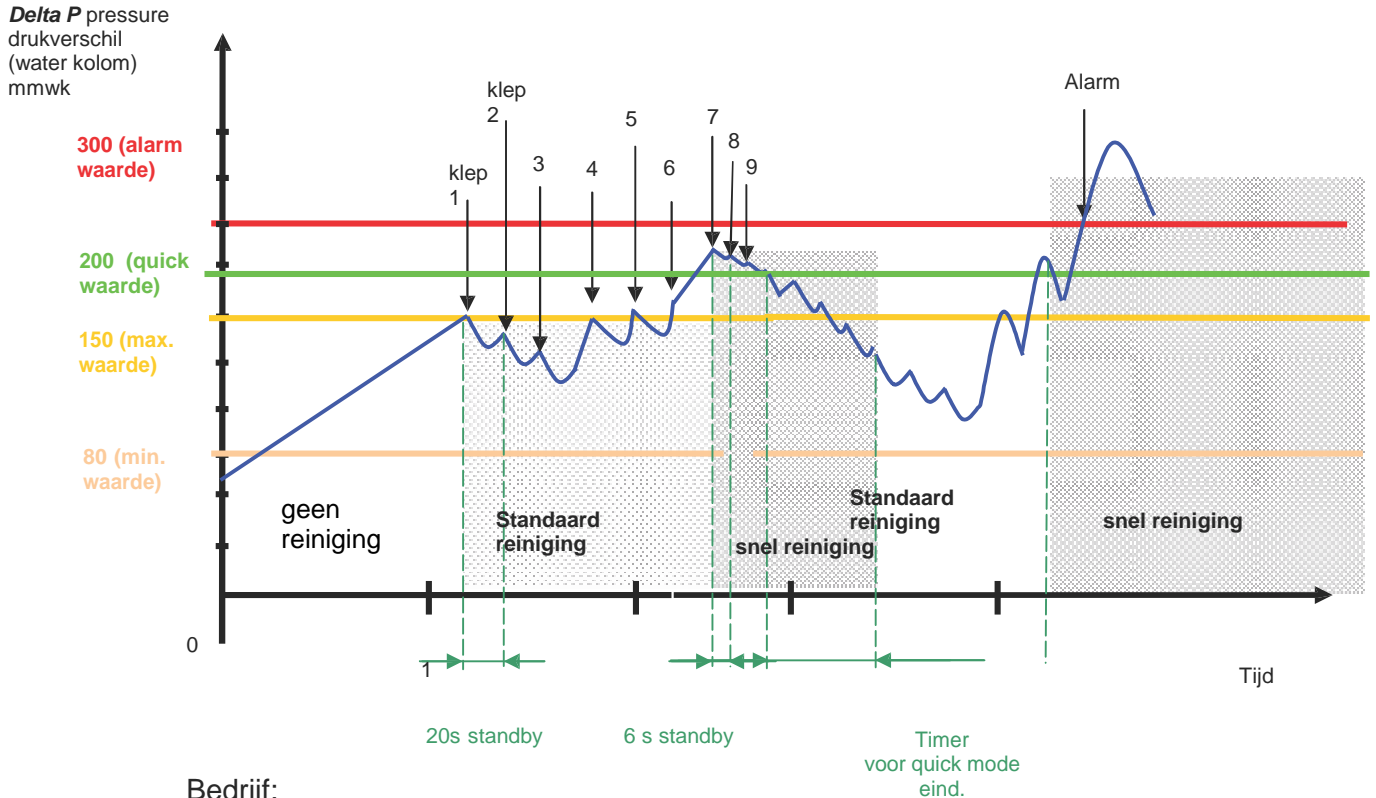 Delta P pressure
drukverschil
(water kolom)
mmwk
Alarm
klep
2
7
5
8
300 (alarm
waarde)
3
4
6
9
klep
1
200 (quick
waarde)
150 (max.
waarde)
80 (min.
waarde)
geen
reiniging
Standaard
reiniging
snel reiniging
Standaard
reiniging
snel reiniging
0
1
Tijd
20s standby
6 s standby
Timer
voor quick mode
eind.
Bedrijf: